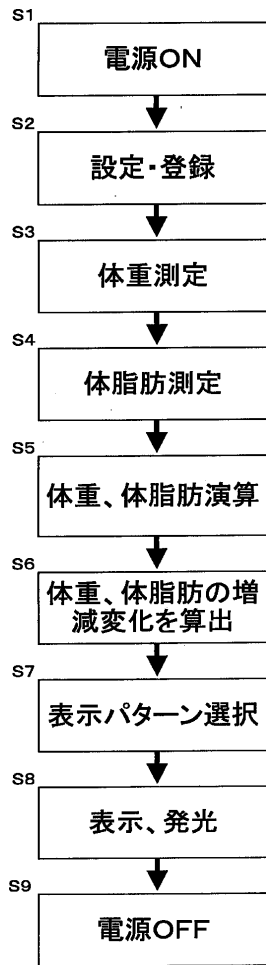 S1
電源ON
S2
設定・登録
S3
体重測定
S4
体脂肪測定
S5
体重、体脂肪演算
S6
体重、体脂肪の増
減変化を算出
S7
表示パターン選択
S8
表示、発光
S9
電源OFF